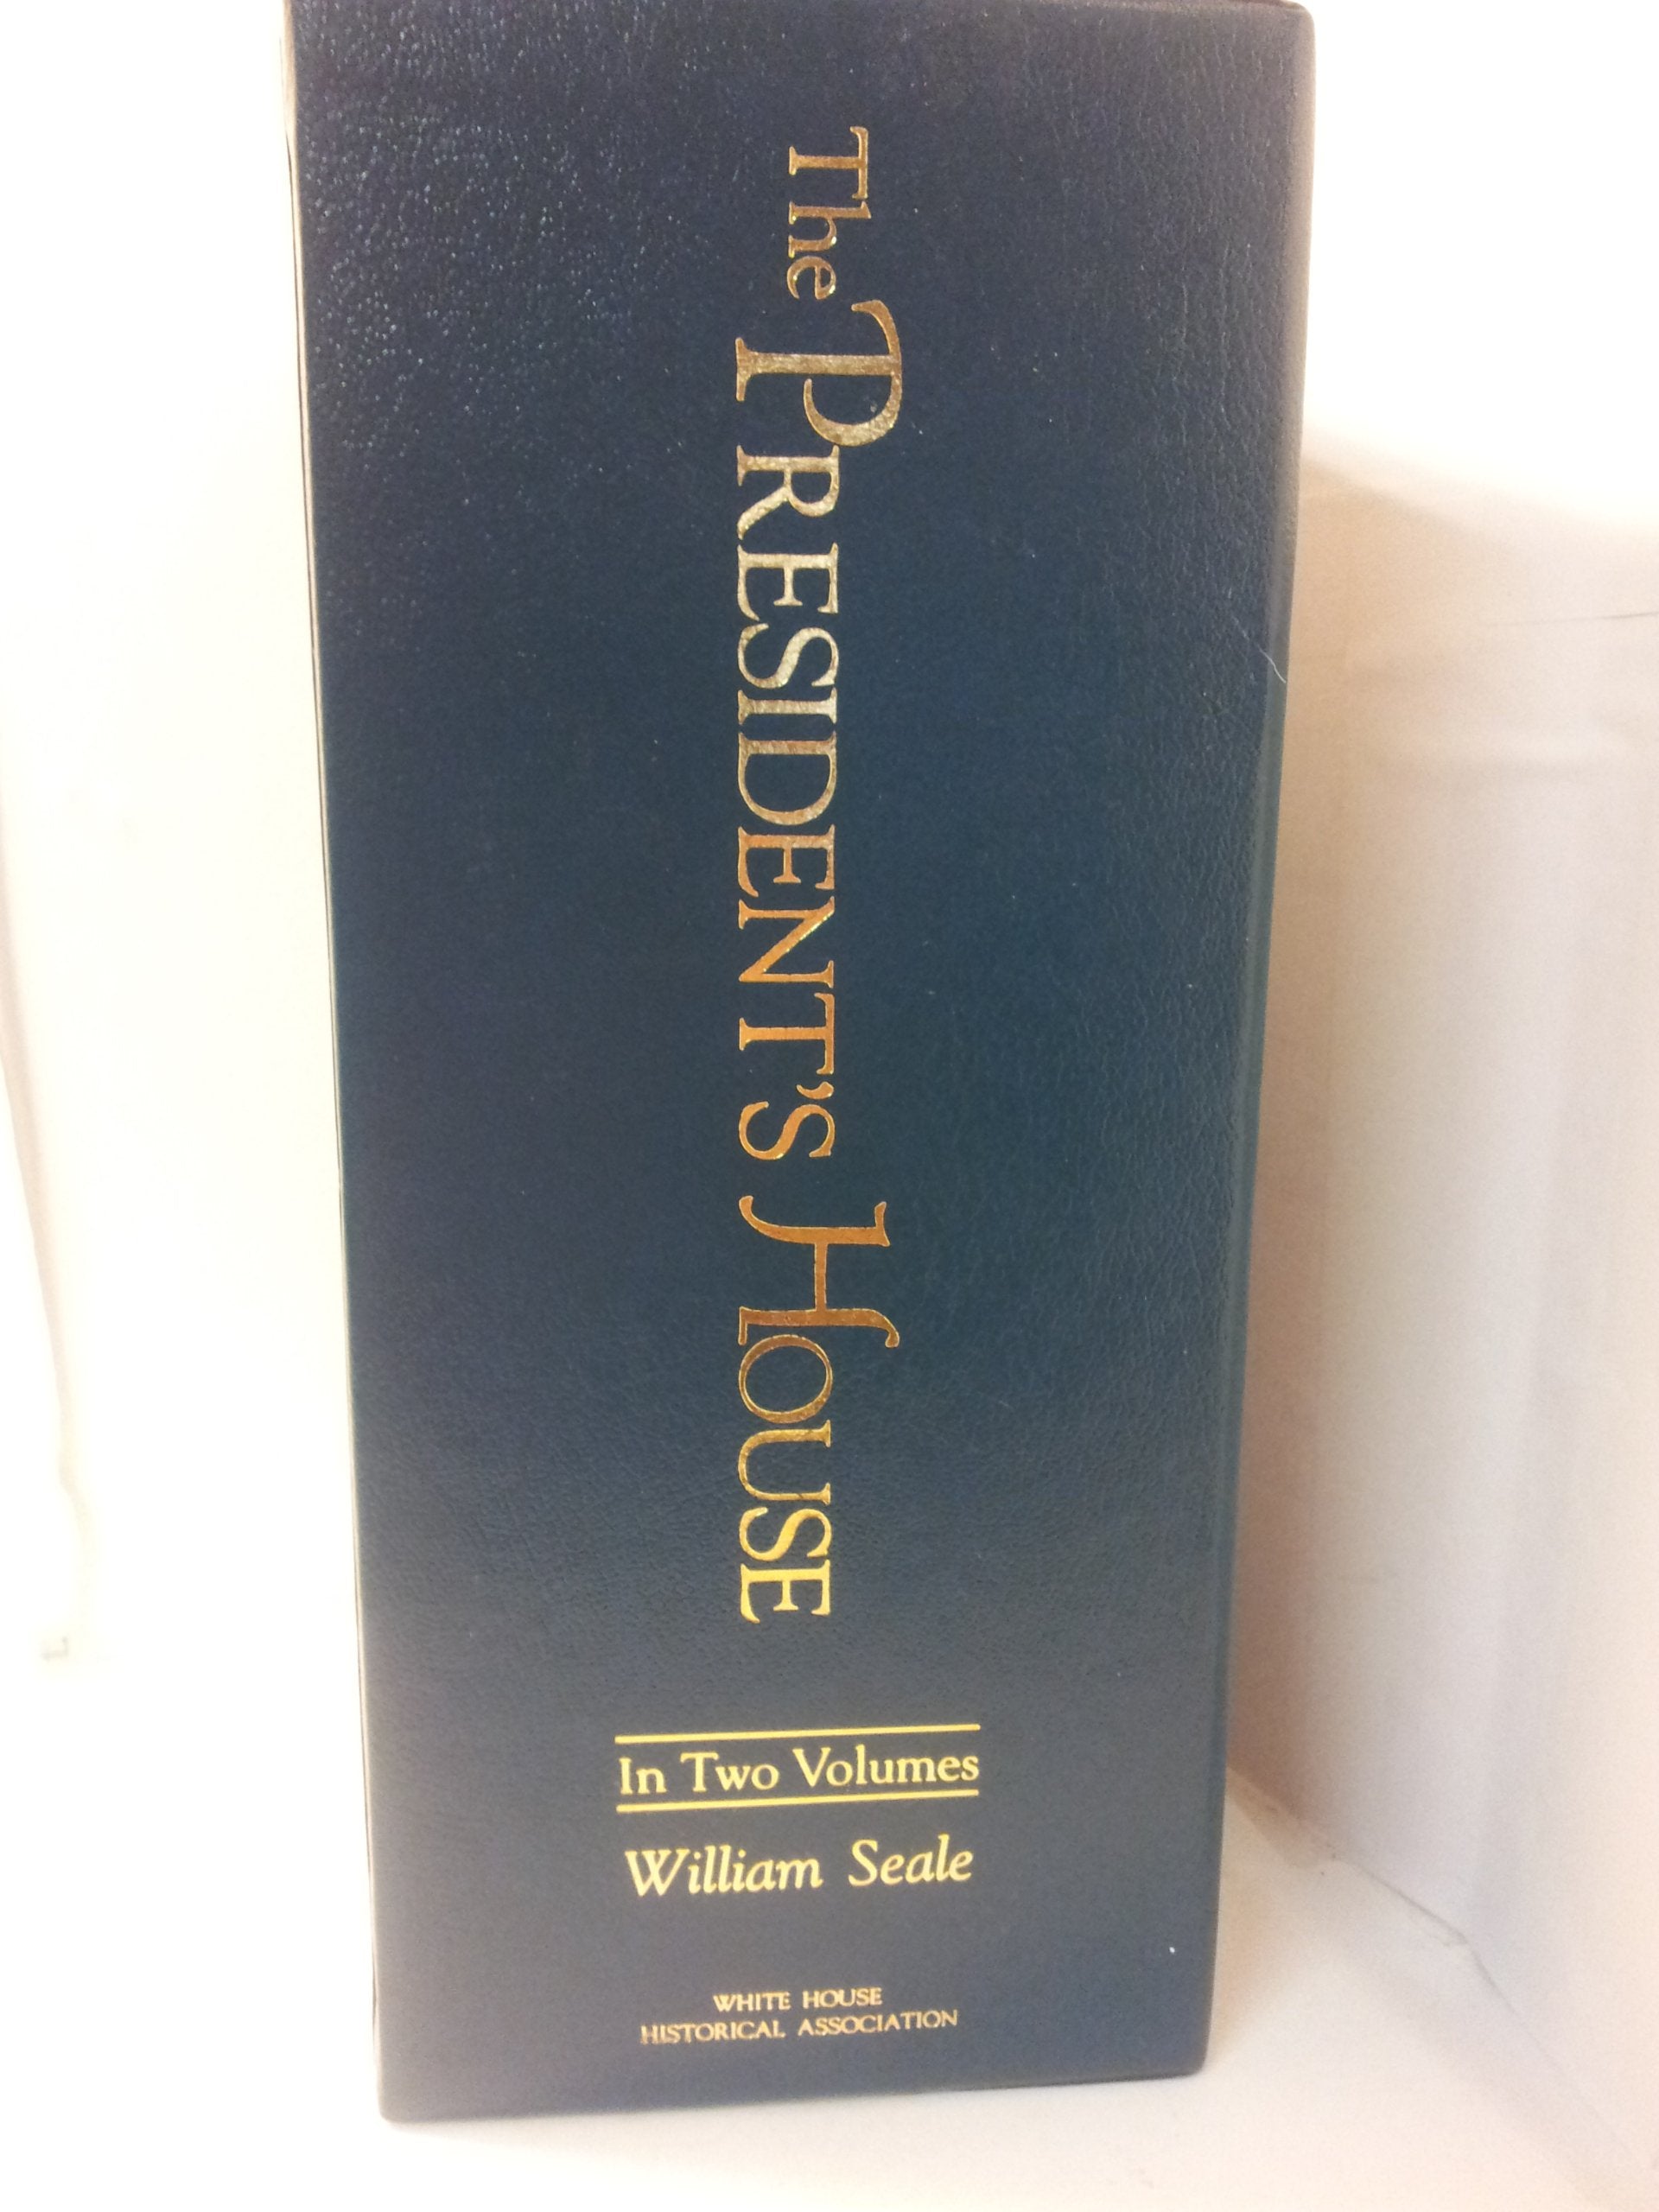 The PRESIDENT'S HOUSE
In Two Volumes
William Seale
WHITE HOUSE
HISTORICAL ASSOCIATION